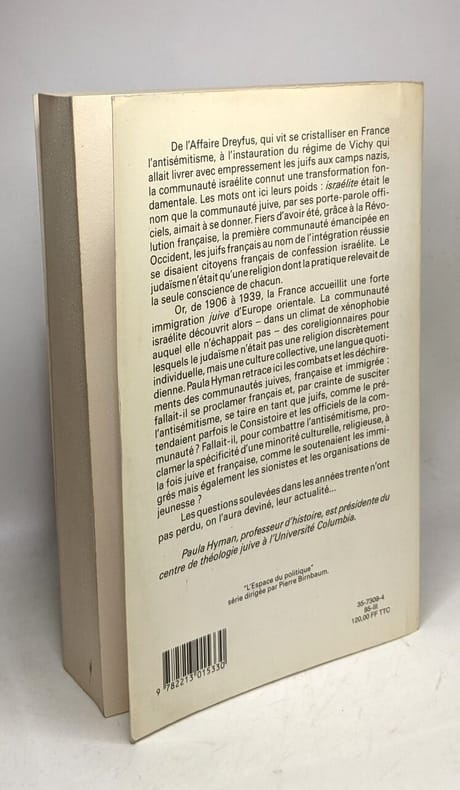 De l'Affaire Dreyfus, qui vit se cristalliser en France
l'antisémitisme, à l'instauration du régime de Vichy qui
allait livrer avec empressement les juifs aux camps nazis,
la communauté israélite connut une transformation fon-
damentale. Les mots ont ici leurs poids : israélite était le
nom que la communauté juive, par ses porte-parole offi-
ciels, aimait à se donner. Fiers d'avoir été, grâce à la Révo-
lution française, la première communauté émancipée en
Occident, les juifs français au nom de l'intégration réussie
se disaient citoyens français de confession israélite. Le
judaïsme n'était qu'une religion dont la pratique relevait de
la seule conscience de chacun.
Or, de 1906 à 1939, la France accueillit une forte
immigration juive d'Europe orientale. La communauté
israélite découvrit alors – dans un climat de xénophobie
auquel elle n'échappait pas – des coreligionnaires pour
lesquels le judaïsme n'était pas une religion discrètement
individuelle, mais une culture collective, une langue quoti-
dienne. Paula Hyman retrace ici les combats et les déchire-
ments des communautés juives, française et immigrée :
fallait-il se proclamer français et, par crainte de susciter
l'antisémitisme, se taire en tant que juifs, comme le pré-
tendaient parfois le Consistoire et les officiels de la com-
munauté ? Fallait-il, pour combattre l'antisémitisme, pro-
clamer la spécificité d'une minorité culturelle, religieuse, à
la fois juive et française, comme le soutenaient les immi-
grés mais également les sionistes et les organisations de
jeunesse ?
Les questions soulevées dans les années trente n'ont
pas perdu, on l'aura deviné, leur actualité...
Paula Hyman, professeur d'histoire, est présidente du
centre de théologie juive à l'Université Columbia.
"L'Espace du politique"
série dirigée par Pierre Birnbaum.
35-7309-4
85-III
120,00 FF TTC
9 782213 015330